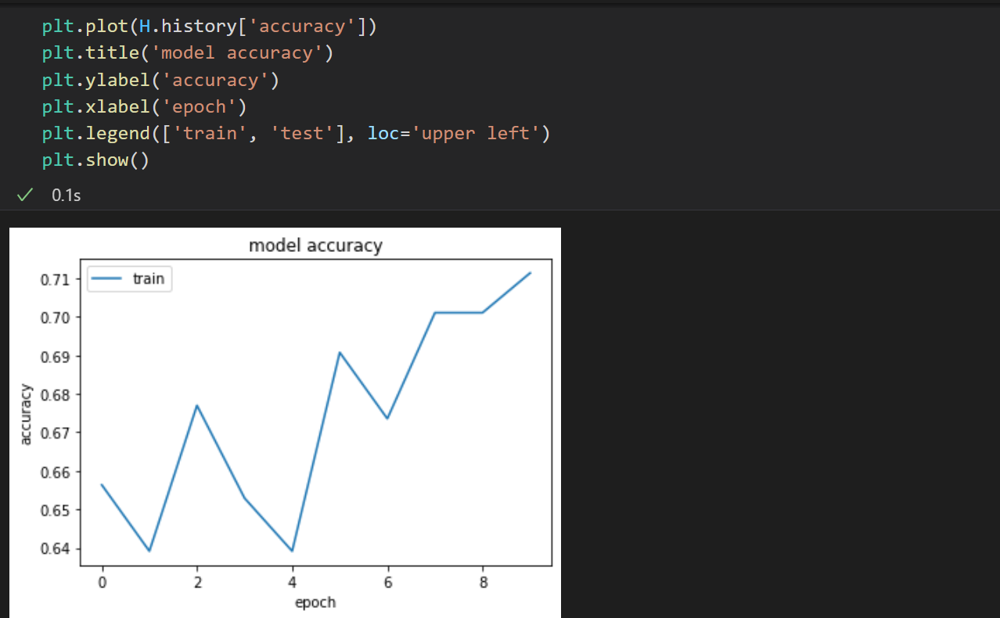 plt.plot(H.history['accuracy'])
plt.title('model accuracy')
plt.ylabel('accuracy')
plt.xlabel('epoch')
plt.legend(['train', 'test'], loc='upper left')
plt.show()
0.1s
model accuracy
train
0.71
0.70
0.69
0.68
0.67
0.66
0.65
0.64
accuracy
0 2 4 6 8
epoch